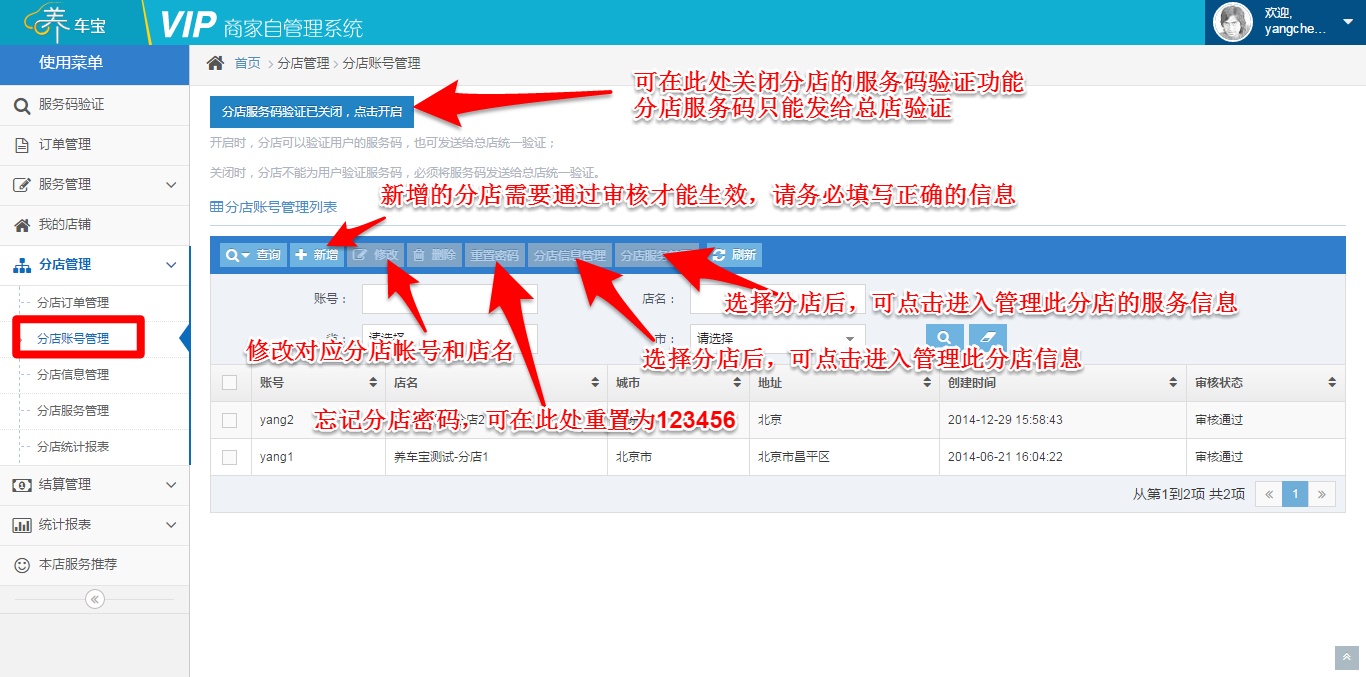 养车宝 VIP 商家自管理系统
欢迎,
yangche...
使用菜单
首页 > 分店管理 > 分店账号管理
服务码验证
订单管理
服务管理
我的店铺
分店管理
分店订单管理
分店账号管理
分店信息管理
分店服务管理
分店统计报表
结算管理
统计报表
本店服务推荐
分店服务码验证已关闭，点击开启
可在此处关闭分店的服务码验证功能
分店服务码只能发给总店验证
开启时，分店可以验证用户的服务码，也可发送给总店统一验证；
关闭时，分店不能为用户验证服务码，必须将服务码发送给总店统一验证。
新增的分店需要通过审核才能生效，请务必填写正确的信息
分店账号管理列表
查询 新增 修改 删除 重置密码 分店信息管理 分店服务 刷新
账号： 店名：
选择分店后，可点击进入管理此分店的服务信息
请选择 市： 请选择
修改对应分店帐号和店名
选择分店后，可点击进入管理此分店信息
账号 店名 城市 地址 创建时间 审核状态
yang2 北京 2014-12-29 15:58:43 审核通过
忘记分店密码，可在此处重置为123456
yang1 养车宝测试-分店1 北京市 北京市昌平区 2014-06-21 16:04:22 审核通过
从第1到2项 共2项 « 1 »